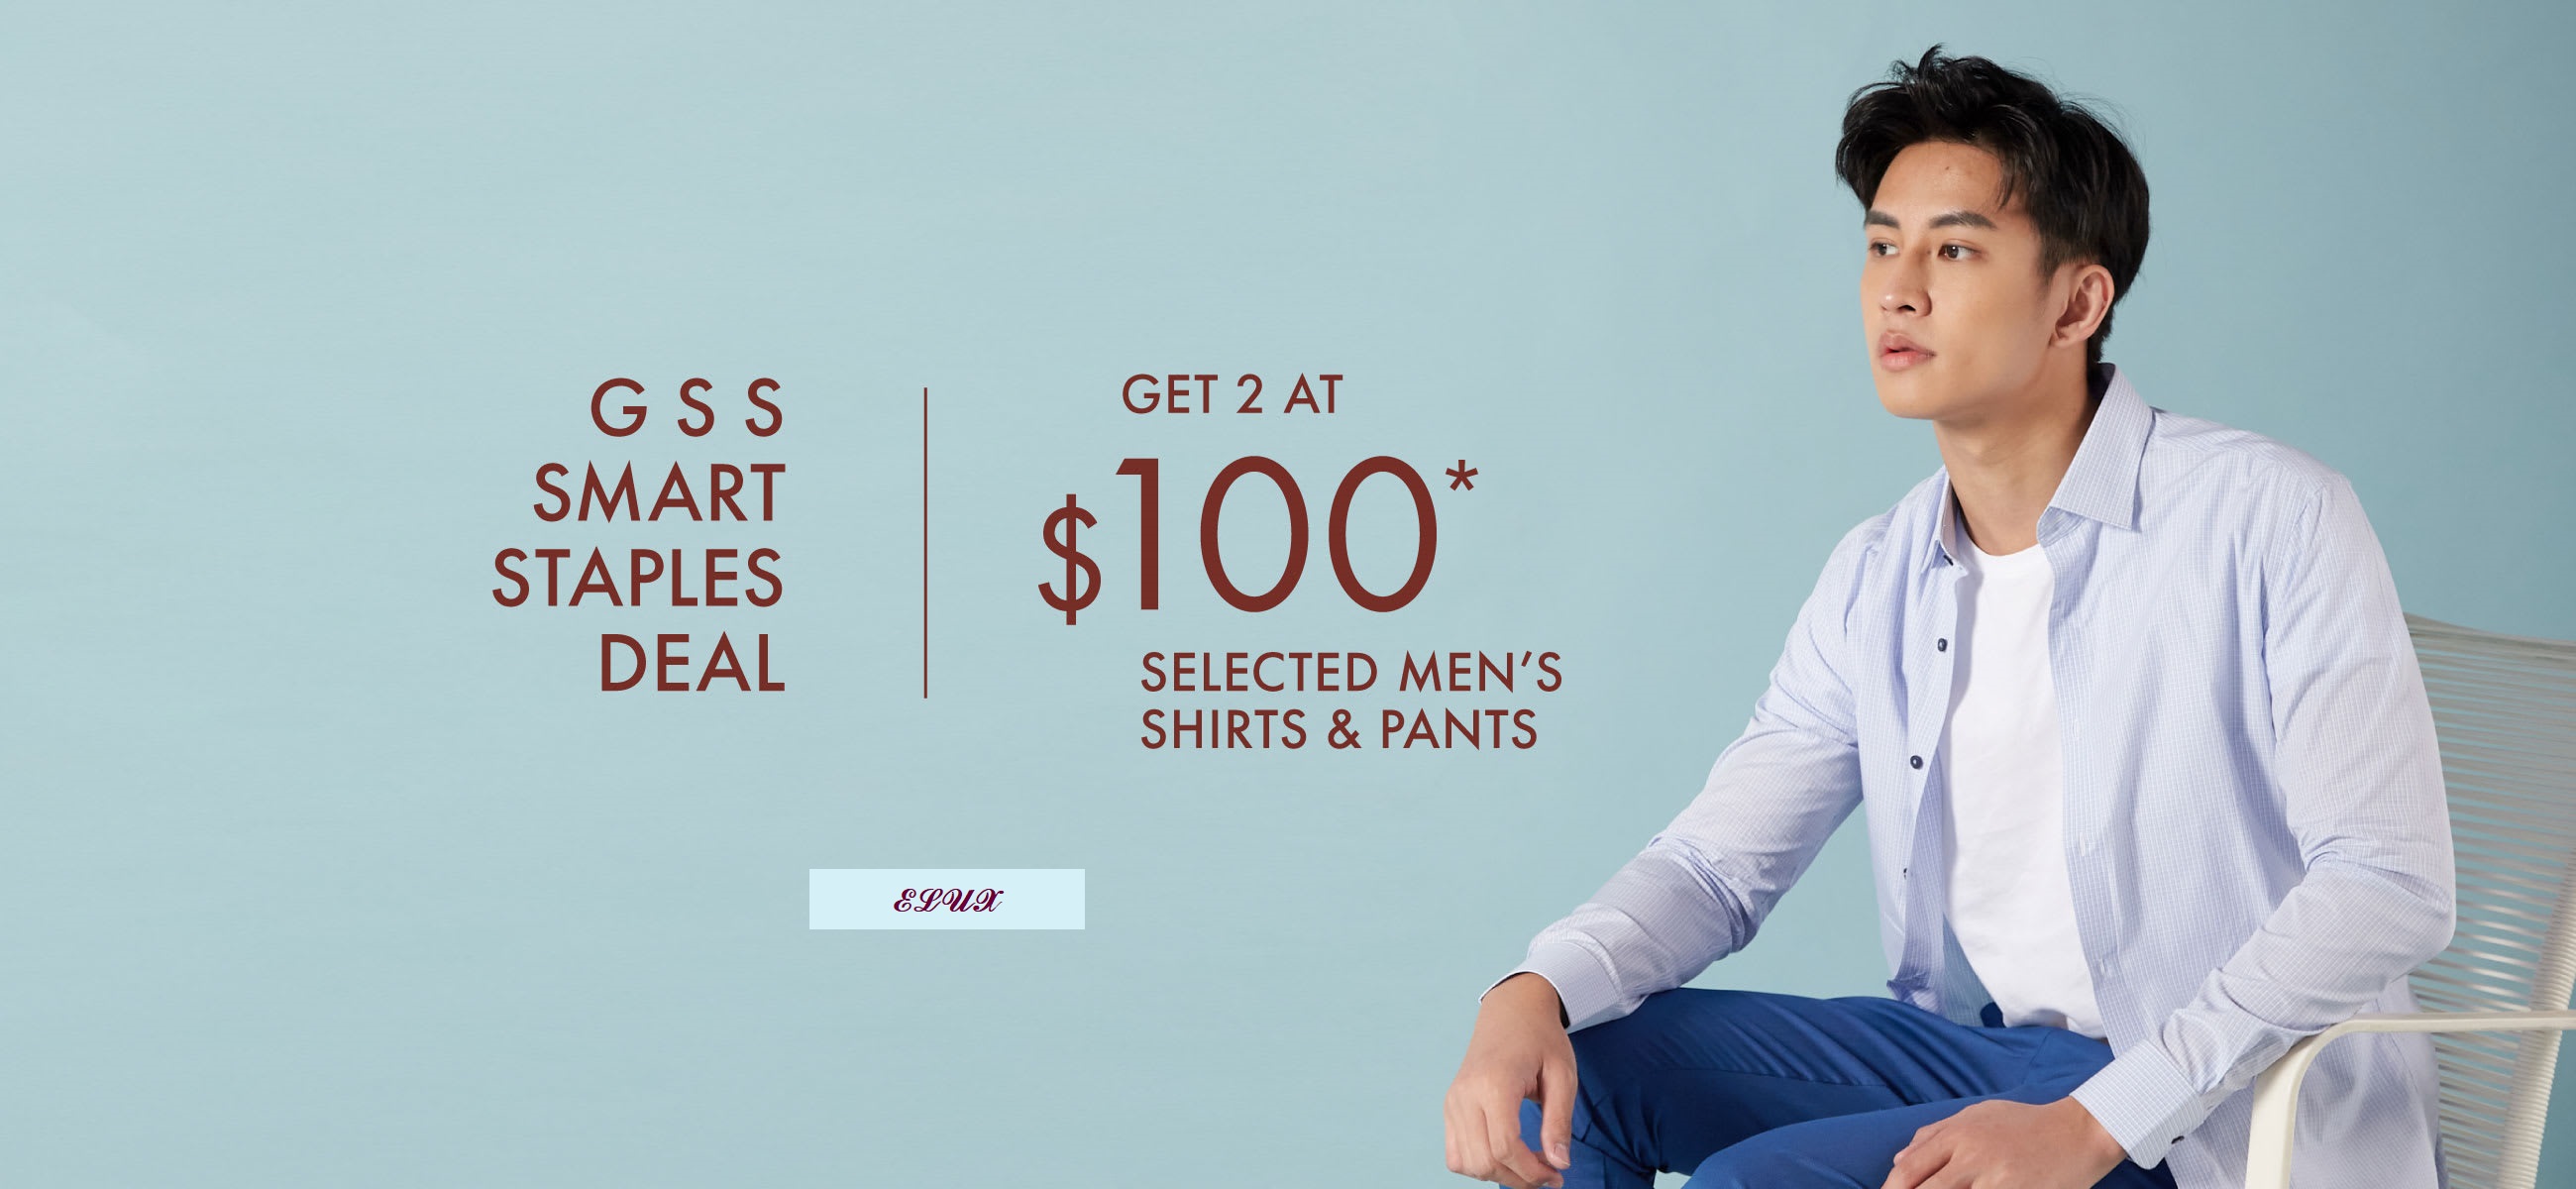 G S S
SMART
STAPLES
DEAL
GET 2 AT
$100*
SELECTED MEN’S
SHIRTS & PANTS
ELUX